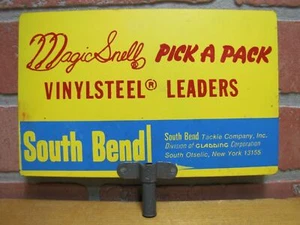 Magic Snell PICK A PACK
VINYLSTEEL® LEADERS
South Bend
South Bend Tackle Company, Inc.
Division of GLADDING Corporation
South Otselic, New York 13155